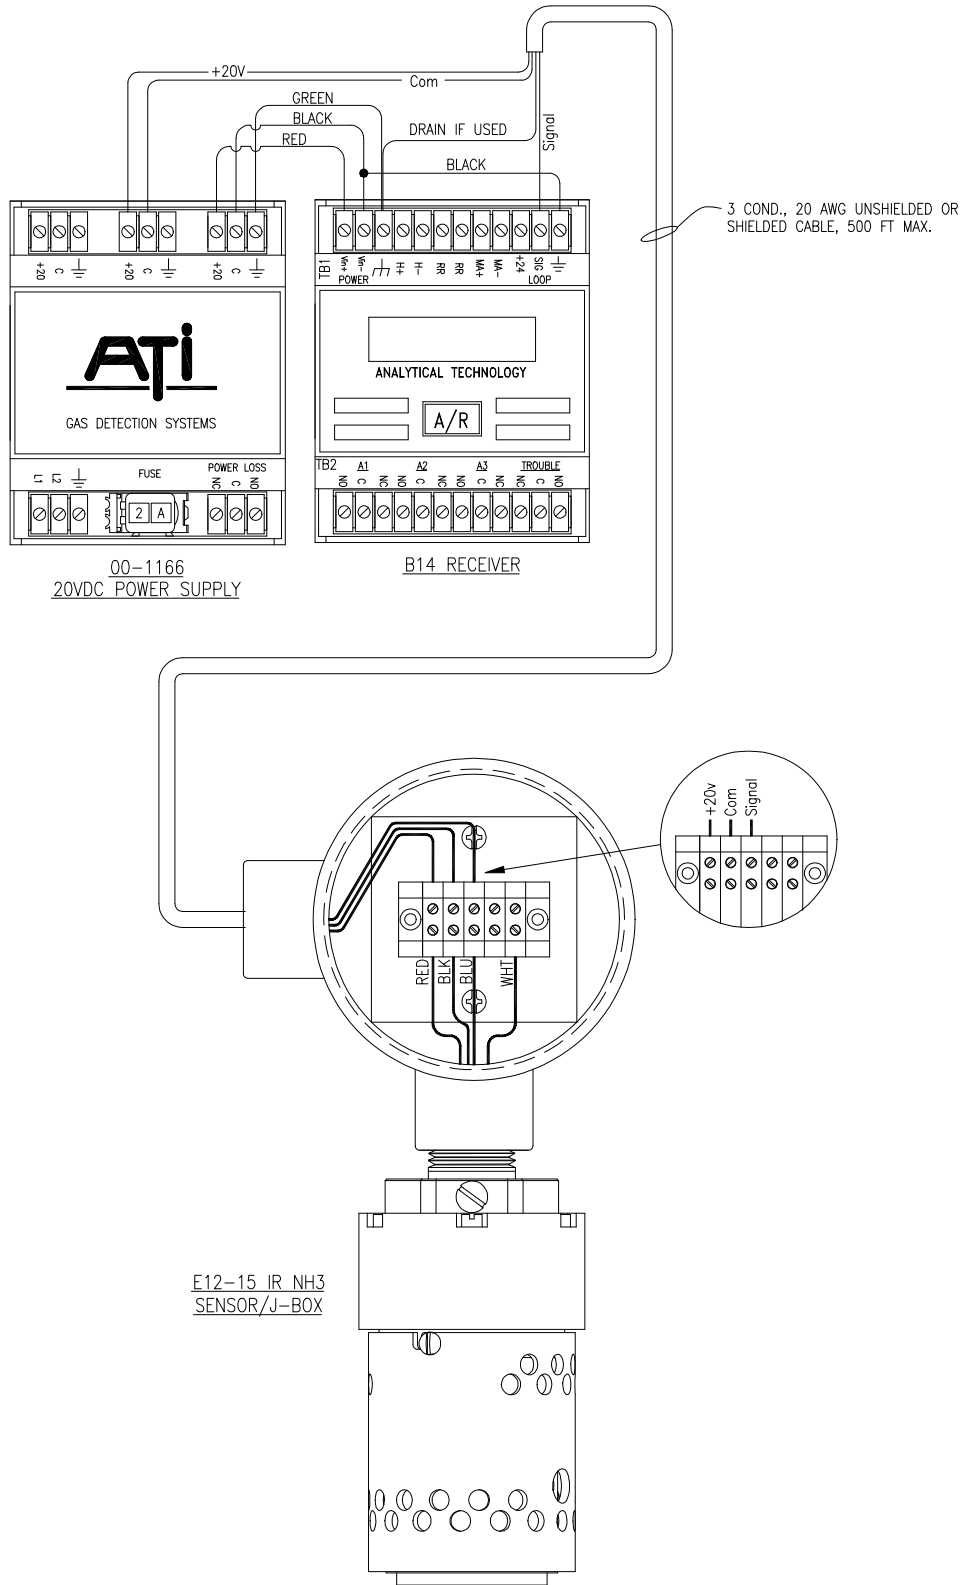 +20V
Com
GREEN
BLACK
RED
DRAIN IF USED
Signal
BLACK
3 COND., 20 AWG UNSHIELDED OR
SHIELDED CABLE, 500 FT MAX.
+20 C +20 C +20 C
TB1 Vin+ Vin- H+ H- RR RR MA+ MA- +24 SIG
POWER LOOP
ATi
GAS DETECTION SYSTEMS
ANALYTICAL TECHNOLOGY
A/R
L1 L2 FUSE POWER LOSS
NC C NO
2 A
TB2 A1 A2 A3 TROUBLE
NO C NC NO C NC NO C NC NC C NO
00-1166
20VDC POWER SUPPLY
B14 RECEIVER
+20v
Com
Signal
RED
BLK
BLU
WHT
E12-15 IR NH3
SENSOR/J-BOX